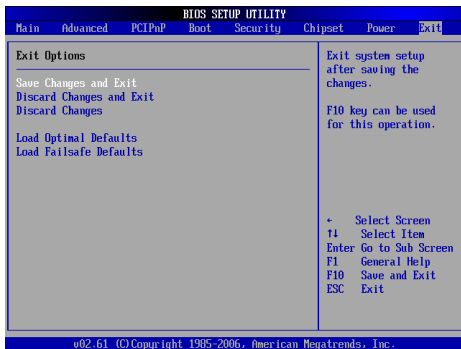 BIOS SETUP UTILITY
Main Advanced PCIPnP Boot Security Chipset Power Exit
Exit Options
Save Changes and Exit
Discard Changes and Exit
Discard Changes
Load Optimal Defaults
Load Failsafe Defaults
Exit system setup
after saving the
changes.
F10 key can be used
for this operation.
← Select Screen
↑↓ Select Item
Enter Go to Sub Screen
F1 General Help
F10 Save and Exit
ESC Exit
v02.61 (C)Copyright 1985-2006, American Megatrends, Inc.